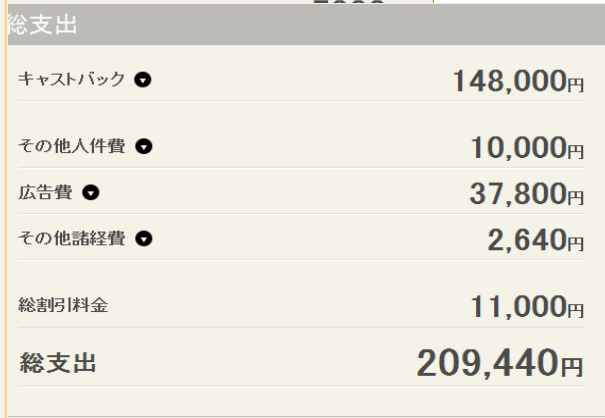 総支出
キャストバック 148,000円
その他人件費 10,000円
広告費 37,800円
その他諸経費 2,640円
総割引料金 11,000円
総支出 209,440円